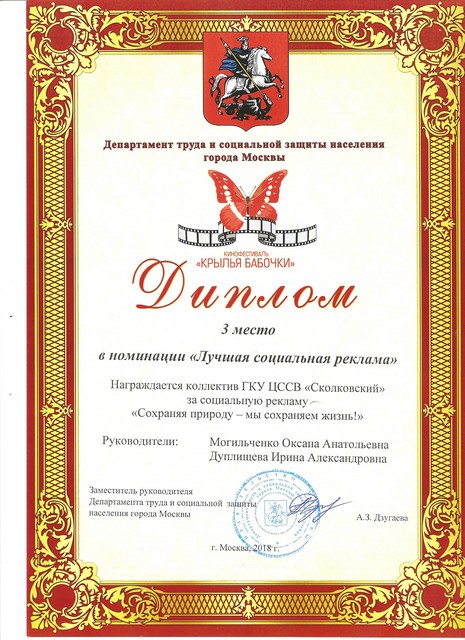 Департамент труда и социальной защиты населения
города Москвы
КИНОФЕСТИВАЛЬ
«КРЫЛЬЯ БАБОЧКИ»
Диплом
3 место
в номинации «Лучшая социальная реклама»
Награждается коллектив ГКУ ЦССВ «Сколковский»
за социальную рекламу
«Сохраняя природу – мы сохраняем жизнь!»
Руководители: Могильченко Оксана Анатольевна
Дуплищева Ирина Александровна
Заместитель руководителя
Департамента труда и социальной защиты
населения города Москвы
А.З. Дзугаева
г. Москва, 2018 г.